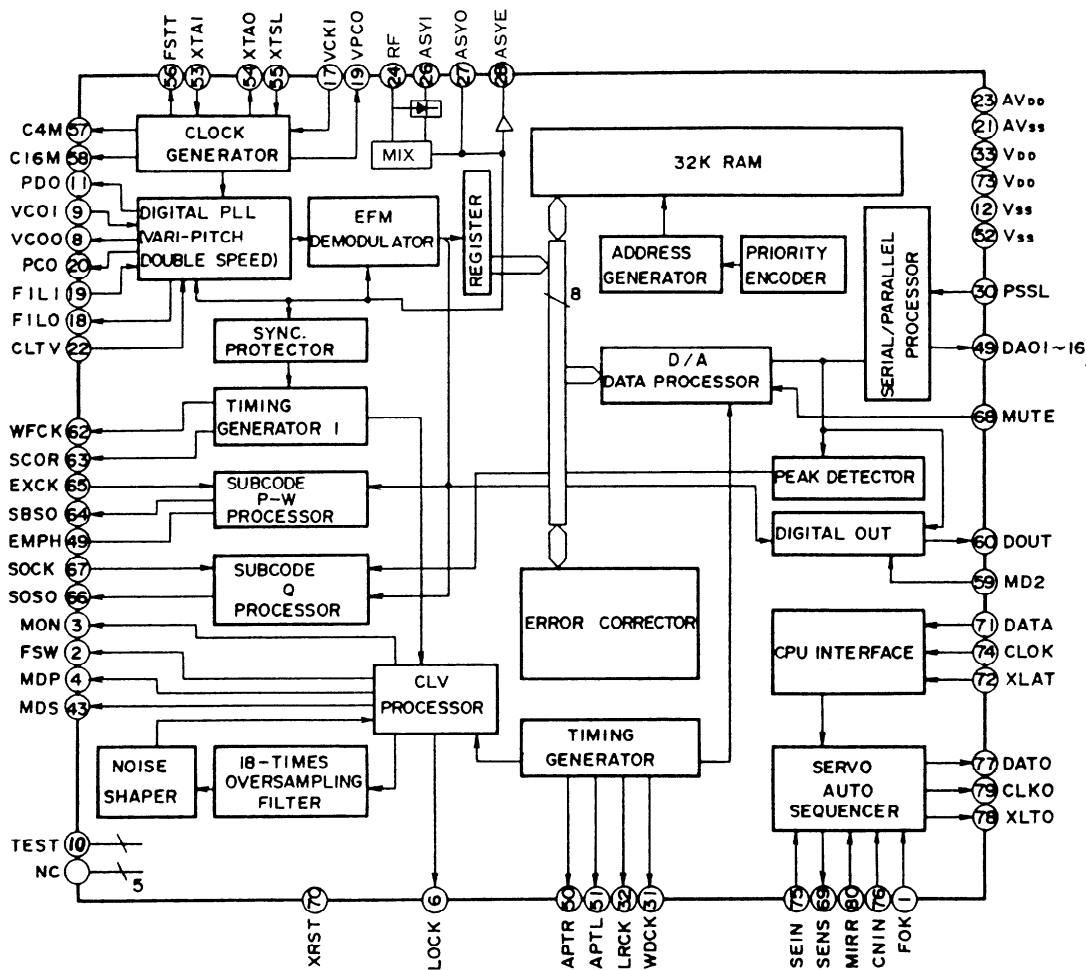 FSTT
XTAI
XTAO
XTSL
VCKI
VPCO
RF
ASYI
ASYO
ASYE
56
53
54
55
17
19
24
26
27
28
C4M 57
C16M 58
PDO 11
VCOI 9
VCOO 8
PCO 20
FILI 19
FILO 18
CLTV 22
WFCK 62
SCOR 63
EXCK 65
SBSO 64
EMPH 49
SOCK 67
SOSO 66
MON 3
FSW 2
MDP 4
MDS 43
TEST 10
NC
5
CLOCK
GENERATOR
MIX
DIGITAL PLL
(VARI-PITCH
DOUBLE SPEED)
EFM
DEMODULATOR
REGISTER
SYNC.
PROTECTOR
TIMING
GENERATOR 1
SUBCODE
P-W
PROCESSOR
SUBCODE
Q
PROCESSOR
CLV
PROCESSOR
NOISE
SHAPER
18-TIMES
OVERSAMPLING
FILTER
32K RAM
ADDRESS
GENERATOR
PRIORITY
ENCODER
8
SERIAL/PARALLEL
PROCESSOR
D/A
DATA PROCESSOR
PEAK DETECTOR
DIGITAL OUT
ERROR CORRECTOR
CPU INTERFACE
TIMING
GENERATOR
SERVO
AUTO
SEQUENCER
23 AVDD
21 AVSS
33 VDD
73 VDD
12 VSS
52 VSS
30 PSSL
49 DA01~16
68 MUTE
60 DOUT
59 MD2
71 DATA
74 CLOK
72 XLAT
77 DATO
79 CLKO
78 XLTO
XRST 70
LOCK 6
APTR 50
APTL 51
LRCK 32
WDCK 31
SEIN 75
SENS 69
MIRR 80
CNIN 76
FOK 1